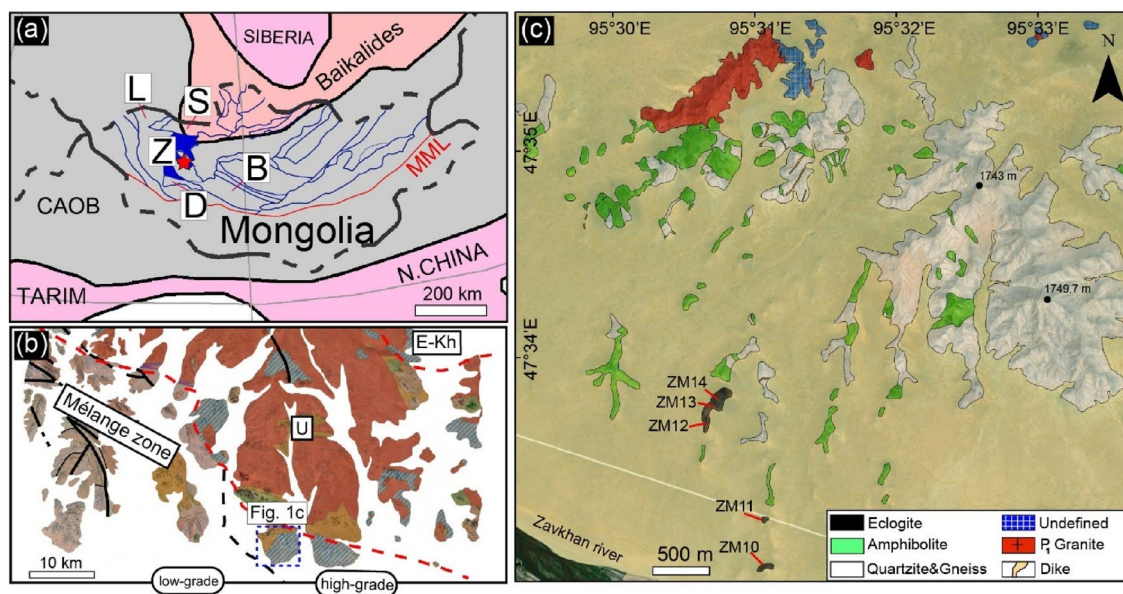 (a)
SIBERIA
Baikalides
L
S
Z
B
D
MML
CAOB
Mongolia
N.CHINA
TARIM
200 km
(b)
E-Kh
Mélange zone
U
Fig. 1c
10 km
low-grade
high-grade
(c)
95°30'E
95°31'E
95°32'E
95°33'E
N
47°35'E
1743 m
1749.7 m
47°34'E
ZM14
ZM13
ZM12
ZM11
ZM10
Zavkhan river
500 m
Eclogite
Undefined
Amphibolite
P₁ Granite
Quartzite&Gneiss
Dike